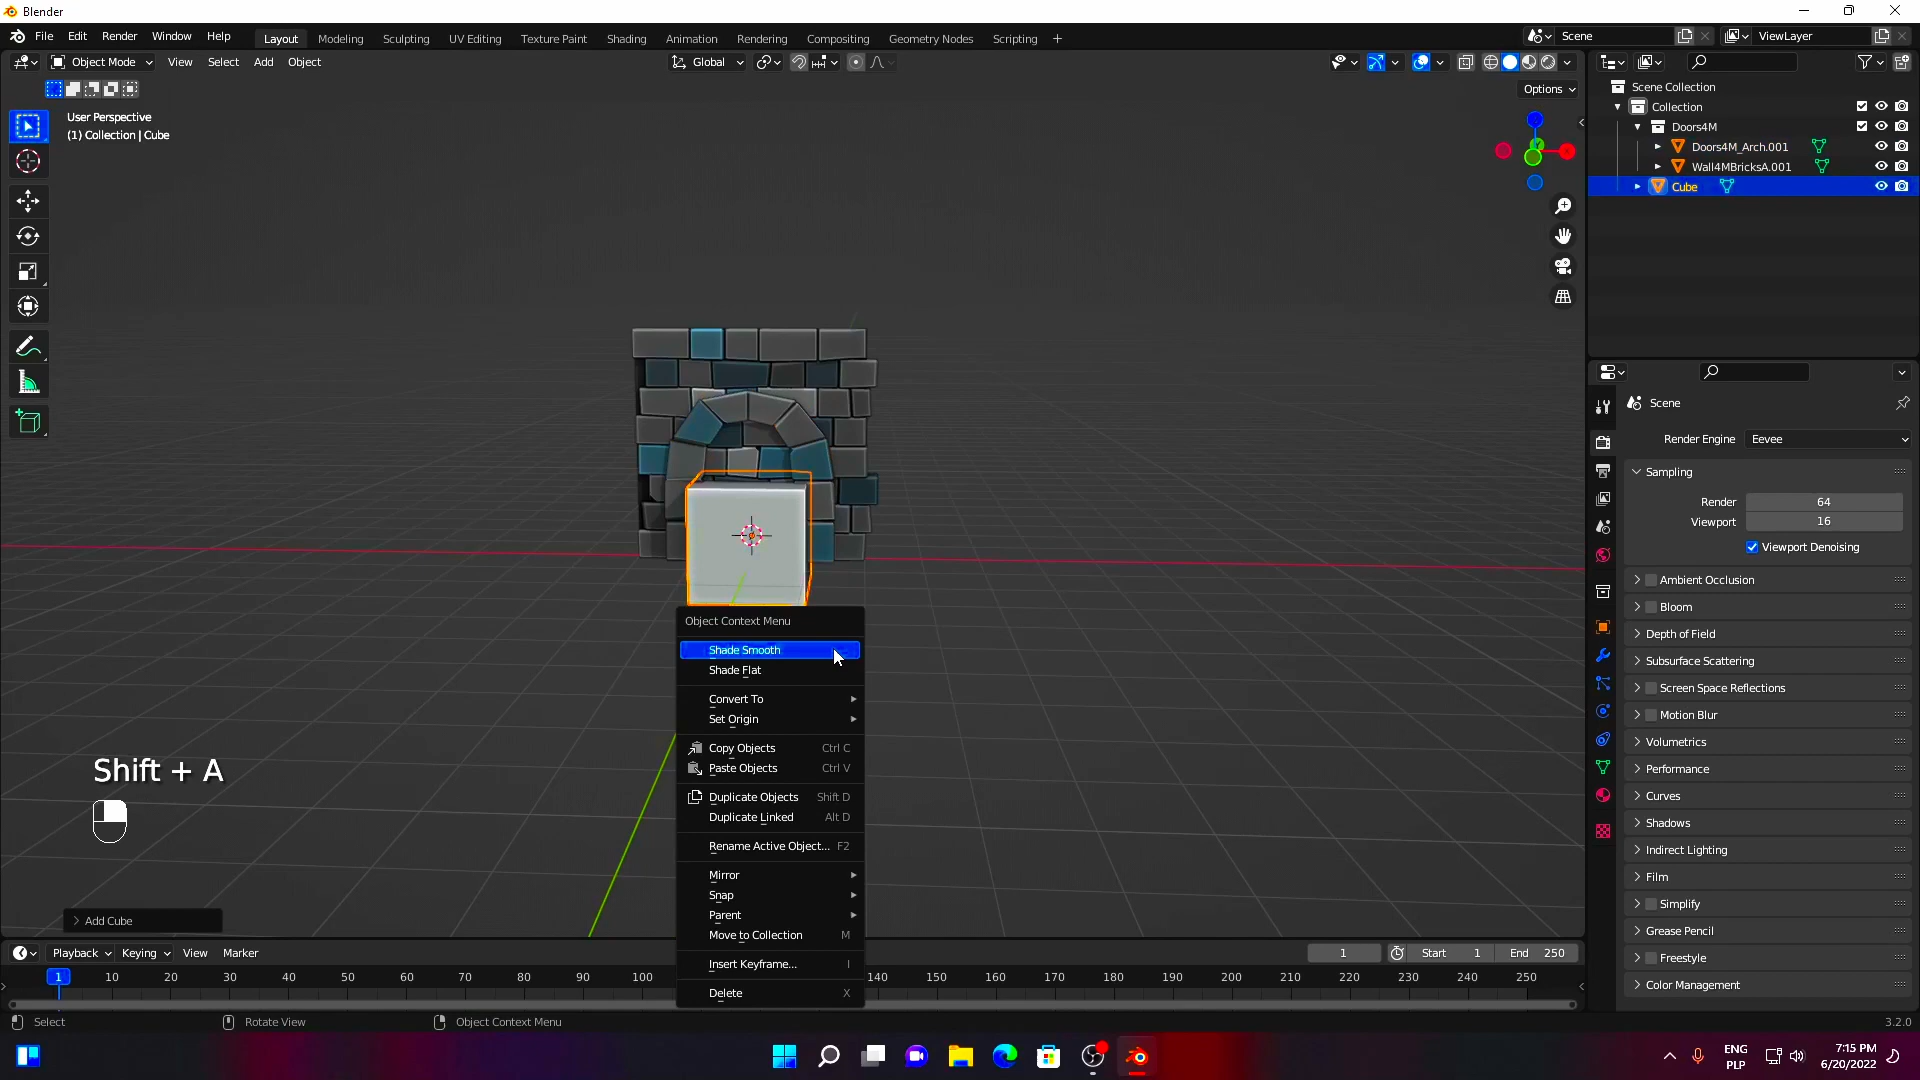 Blender
File Edit Render Window Help
Layout Modeling Sculpting UV Editing Texture Paint Shading Animation Rendering Compositing Geometry Nodes Scripting +
Scene
ViewLayer
Object Mode View Select Add Object
Global
Options
User Perspective
(1) Collection | Cube
Scene Collection
Collection
Doors4M
Doors4M_Arch.001
Wall4MBricksA.001
Cube
Scene
Render Engine Eevee
Sampling
Render 64
Viewport 16
Viewport Denoising
Ambient Occlusion
Bloom
Depth of Field
Subsurface Scattering
Screen Space Reflections
Motion Blur
Volumetrics
Performance
Curves
Shadows
Indirect Lighting
Film
Simplify
Grease Pencil
Freestyle
Color Management
Object Context Menu
Shade Smooth
Shade Flat
Convert To
Set Origin
Copy Objects Ctrl C
Paste Objects Ctrl V
Duplicate Objects Shift D
Duplicate Linked Alt D
Rename Active Object... F2
Mirror
Snap
Parent
Move to Collection M
Insert Keyframe... I
Delete X
Shift + A
Add Cube
Playback Keying View Marker
1 Start 1 End 250
1 10 20 30 40 50 60 70 80 90 100 140 150 160 170 180 190 200 210 220 230 240 250
Select Rotate View Object Context Menu
3.2.0
ENG
PLP
7:15 PM
6/20/2022